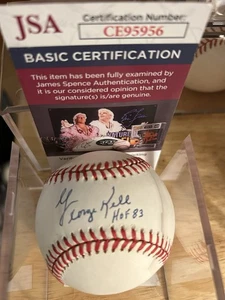 JSA
Certification Number:
CE95956
BASIC CERTIFICATION
This item has been fully examined by
James Spence Authentication, and
it is our considered opinion that the
signature(s) is/are genuine.
George Kell
HoF 83